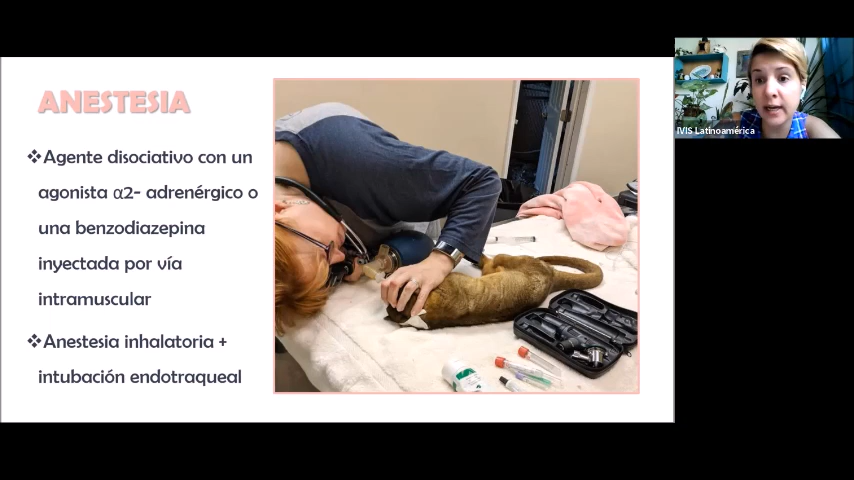 ANESTESIA
❖Agente disociativo con un
agonista α2- adrenérgico o
una benzodiazepina
inyectada por vía
intramuscular
❖Anestesia inhalatoria +
intubación endotraqueal
IVIS Latinoamérica